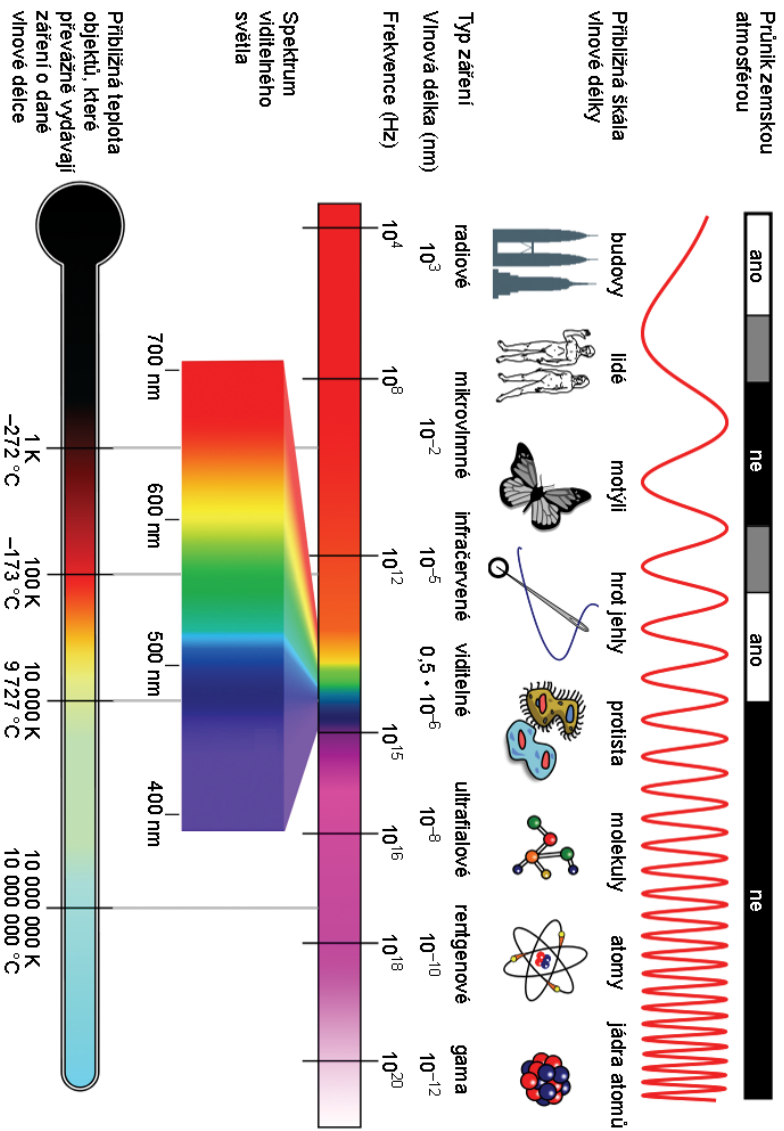 Průnik zemskou
atmosférou
ano
ne
ano
ne
Přibližná škála
vlnové délky
budovy
lidé
motýli
hrot jehly
protista
molekuly
atomy
jádra atomů
Typ záření
radiové
mikrovlnné
infračervené
viditelné
ultrafialové
rentgenové
gama
Vlnová délka (nm)
10³
10⁻²
10⁻⁵
0,5 • 10⁻⁶
10⁻⁸
10⁻¹⁰
10⁻¹²
Frekvence (Hz)
10⁴
10⁸
10¹²
10¹⁵
10¹⁶
10¹⁸
10²⁰
Spektrum
viditelného
světla
700 nm
600 nm
500 nm
400 nm
Přibližná teplota
objektů, které
převážně vydávají
záření o dané
vlnové délce
1 K
−272 °C
100 K
−173 °C
10 000 K
9 727 °C
10 000 000 K
10 000 000 °C